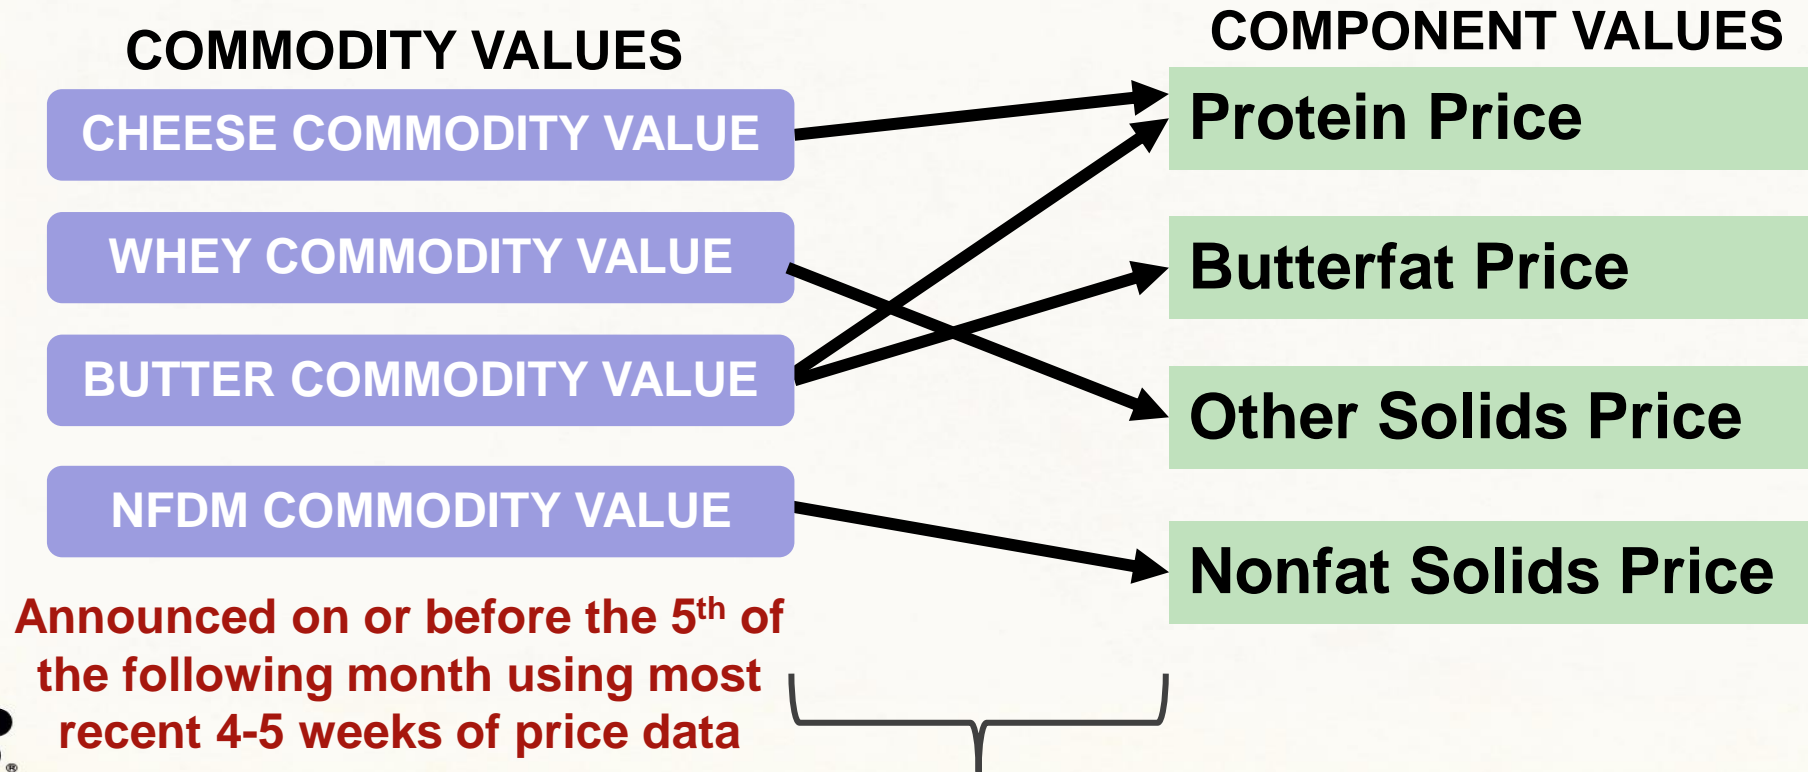 COMMODITY VALUES
CHEESE COMMODITY VALUE
WHEY COMMODITY VALUE
BUTTER COMMODITY VALUE
NFDM COMMODITY VALUE
Announced on or before the 5th of
the following month using most
recent 4-5 weeks of price data
®
COMPONENT VALUES
Protein Price
Butterfat Price
Other Solids Price
Nonfat Solids Price